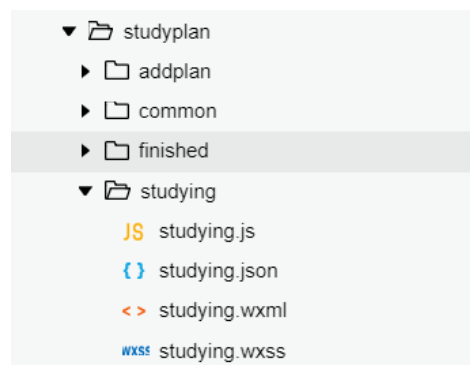 studyplan
addplan
common
finished
studying
JS studying.js
{ } studying.json
< > studying.wxml
WXSS studying.wxss